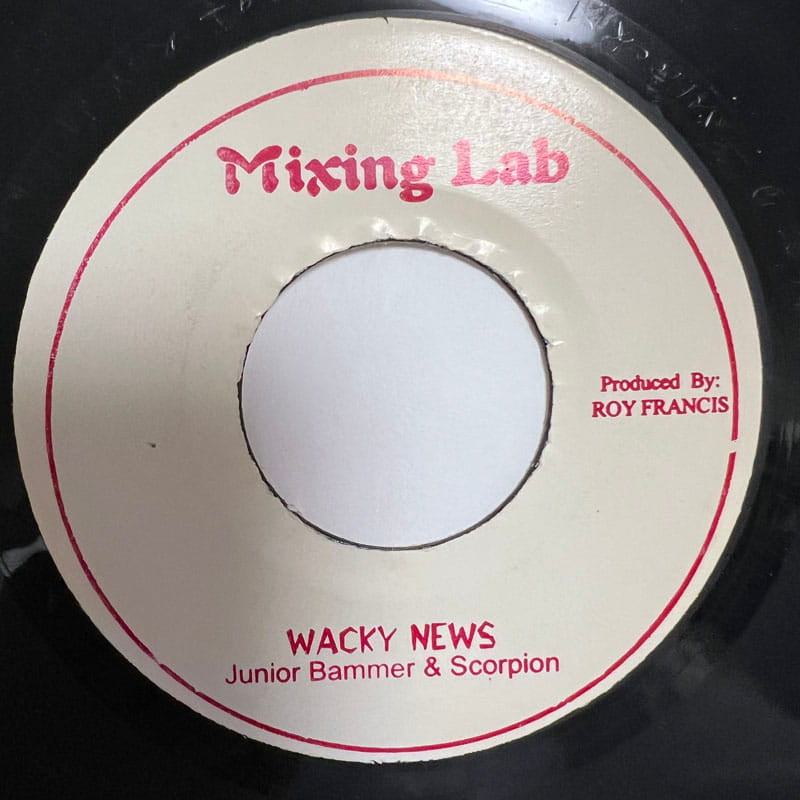 Mixing Lab
Produced By:
ROY FRANCIS
WACKY NEWS
Junior Bammer & Scorpion